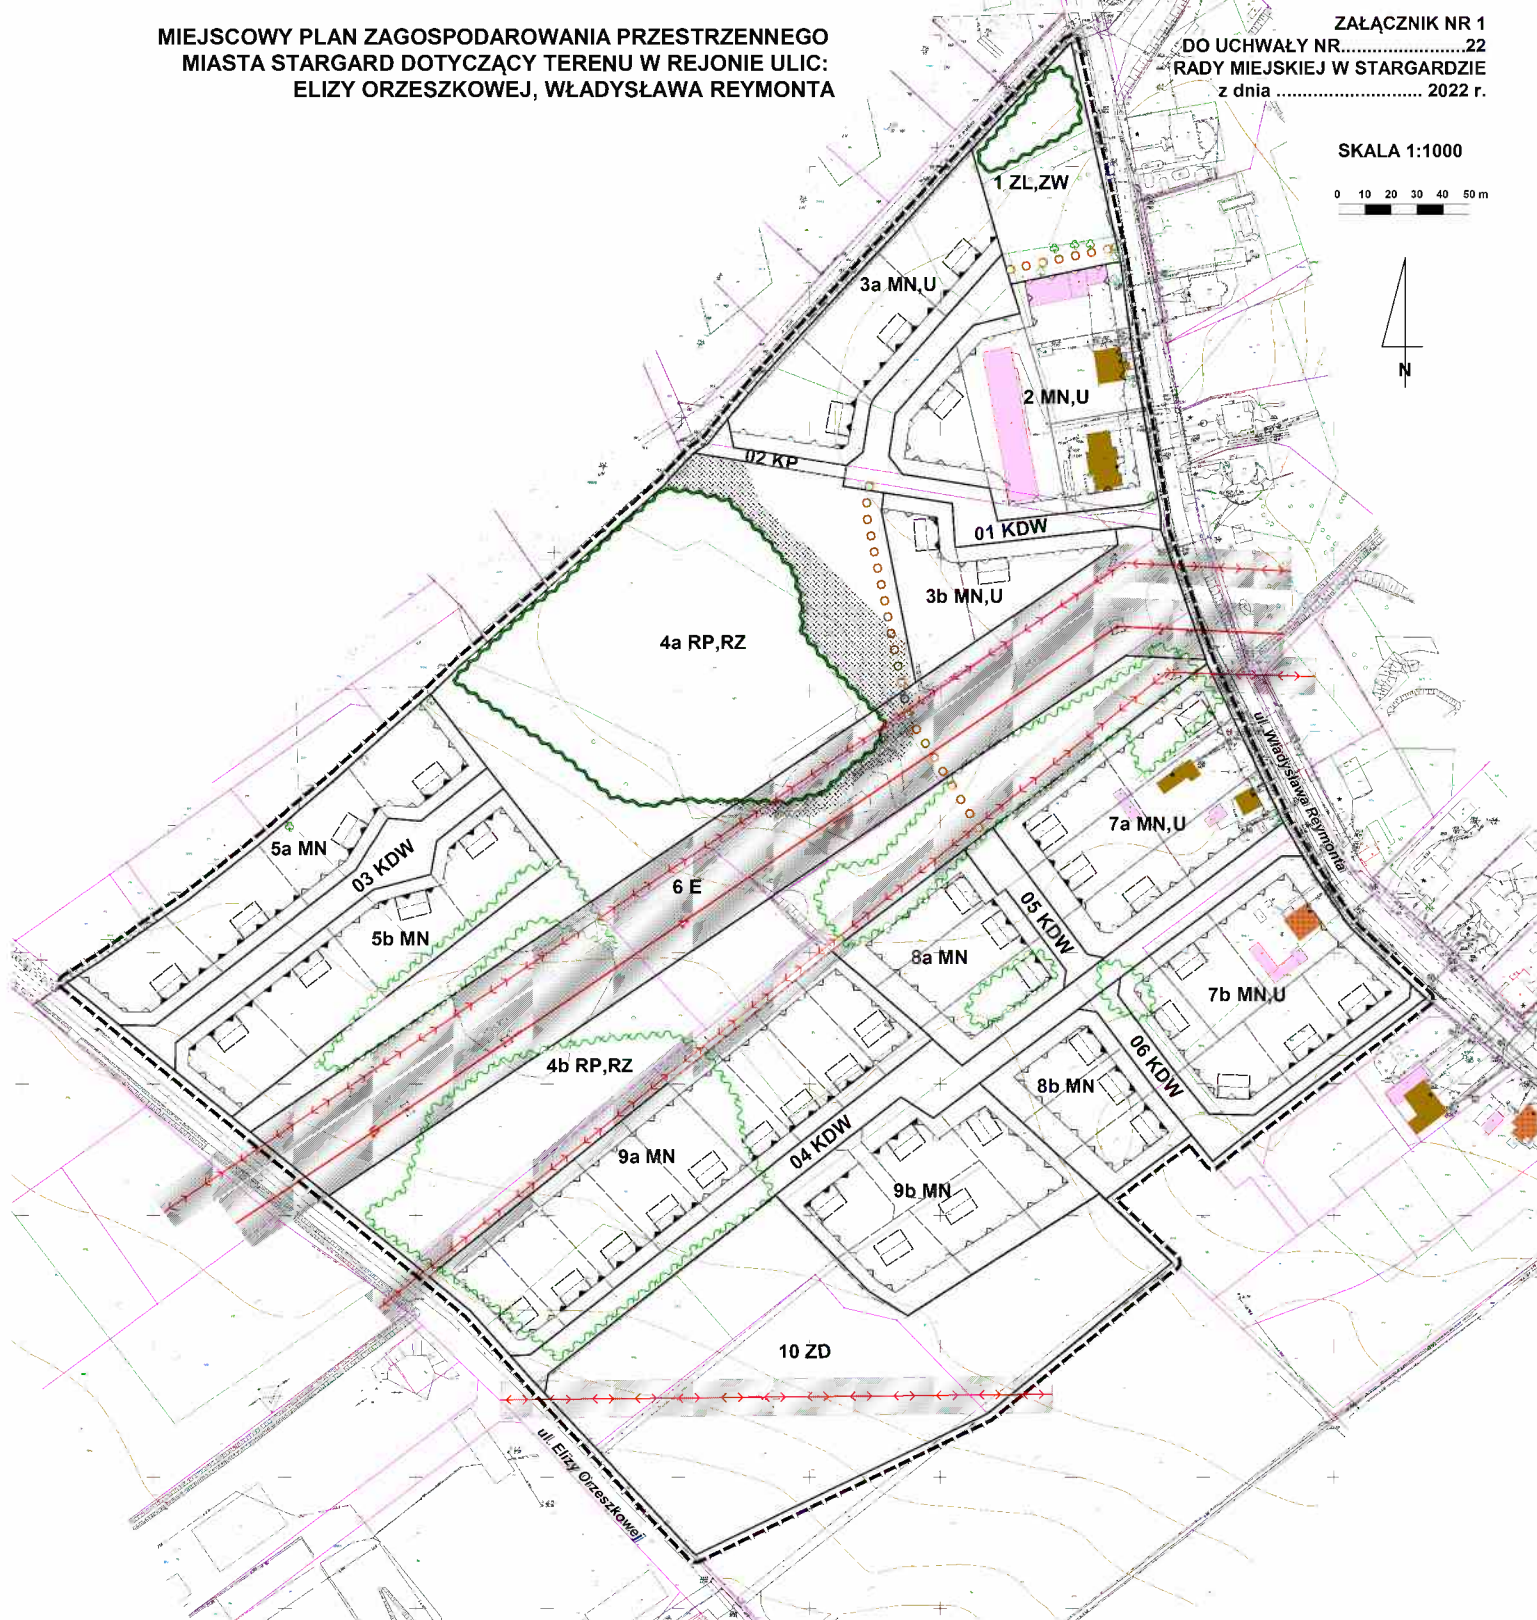 MIEJSCOWY PLAN ZAGOSPODAROWANIA PRZESTRZENNEGO
MIASTA STARGARD DOTYCZĄCY TERENU W REJONIE ULIC:
ELIZY ORZESZKOWEJ, WŁADYSŁAWA REYMONTA
ZAŁĄCZNIK NR 1
DO UCHWAŁY NR.......................22
RADY MIEJSKIEJ W STARGARDZIE
z dnia ........................... 2022 r.
SKALA 1:1000
0 10 20 30 40 50 m
N
1 ZL,ZW
3a MN,U
2 MN,U
02 KP
01 KDW
3b MN,U
4a RP,RZ
ul. Władysława Reymonta
7a MN,U
5a MN
03 KDW
6 E
5b MN
05 KDW
8a MN
7b MN,U
4b RP,RZ
06 KDW
8b MN
04 KDW
9a MN
9b MN
10 ZD
ul. Elizy Orzeszkowej